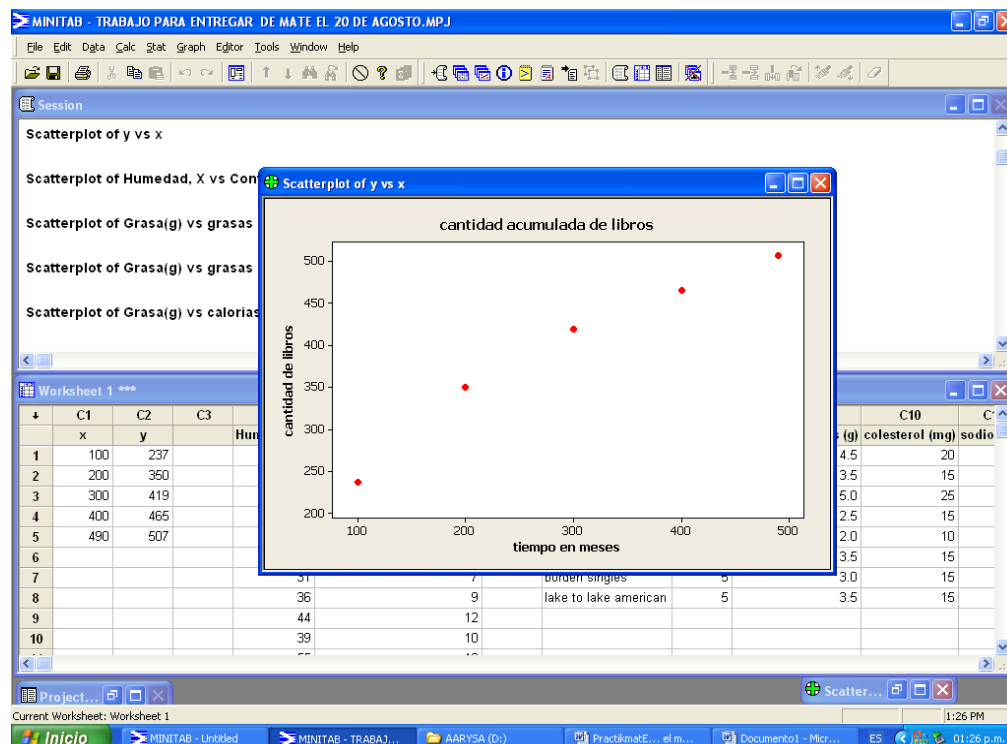 MINITAB - TRABAJO PARA ENTREGAR DE MATE EL 20 DE AGOSTO.MPJ
File Edit Data Calc Stat Graph Editor Tools Window Help
Session
Scatterplot of y vs x
Scatterplot of Humedad, X vs
Scatterplot of Grasa(g) vs grasas
Scatterplot of Grasa(g) vs grasas
Scatterplot of Grasa(g) vs calorias
Scatterplot of y vs x
cantidad acumulada de libros
cantidad de libros
500
450
400
350
300
250
200
100 200 300 400 500
tiempo en meses
Worksheet 1 ***
C1 C2 C3 C10
x y (g) colesterol (mg) sodio
1 100 237 4.5 20
2 200 350 3.5 15
3 300 419 5.0 25
4 400 465 2.5 15
5 490 507 2.0 10
6 3.5 15
7 31 7 borden singles 5 3.0 15
8 36 9 lake to lake american 5 3.5 15
9 44 12
10 39 10
Project...
Scatter...
Current Worksheet: Worksheet 1 1:26 PM
Inicio MINITAB - Untitled MINITAB - TRABAJ... AARYSA (D:) PractikmatE... el m... Documento1 - Micr... ES 01:26 p.m.